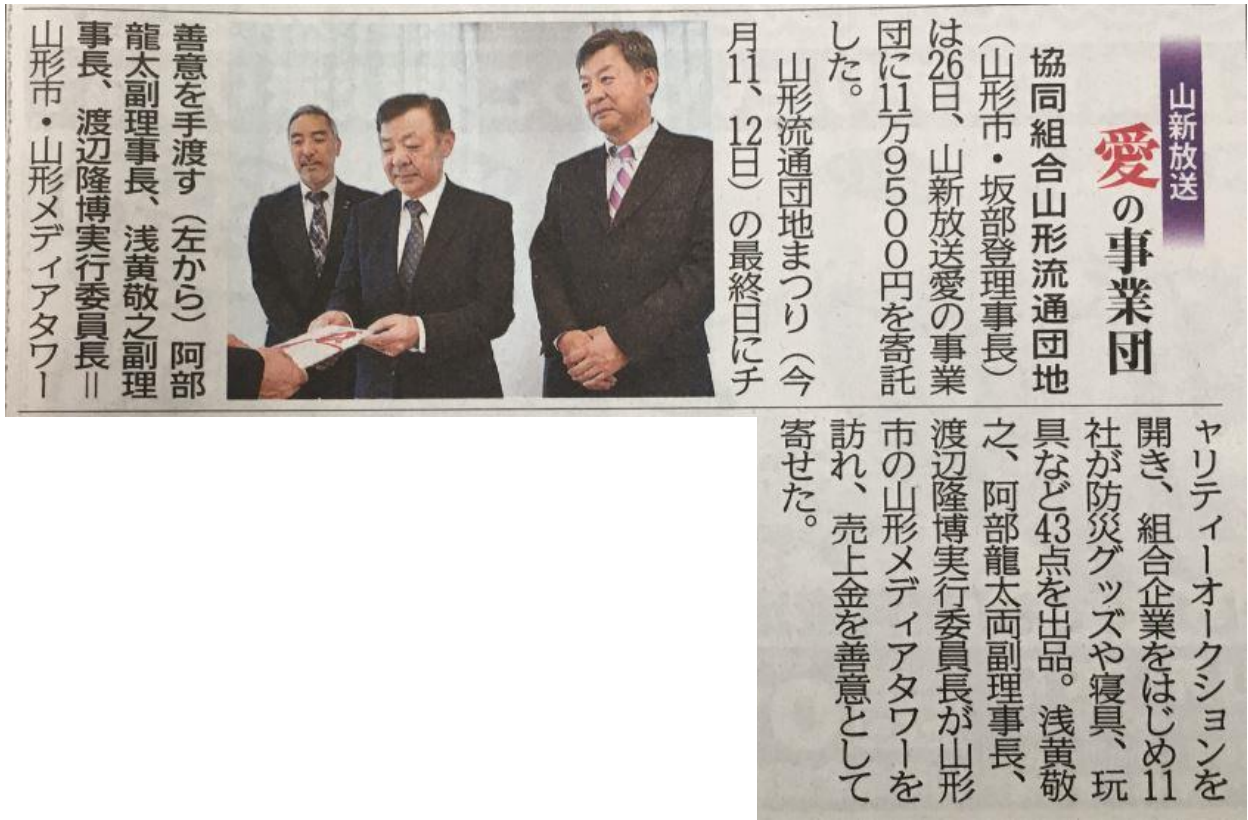 山新放送
愛の事業団
協同組合山形流通団地
（山形市・坂部登理事長）
は26日、山新放送愛の事業
団に11万9500円を寄託
した。
山形流通団地まつり（今
月11、12日）の最終日にチ
善意を手渡す（左から）阿部
龍太副理事長、浅黄敬之副理
事長、渡辺隆博実行委員長＝
山形市・山形メディアタワー
ャリティーオークションを
開き、組合企業をはじめ11
社が防災グッズや寝具、玩
具など43点を出品。浅黄敬
之、阿部龍太両副理事長、
渡辺隆博実行委員長が山形
市の山形メディアタワーを
訪れ、売上金を善意として
寄せた。